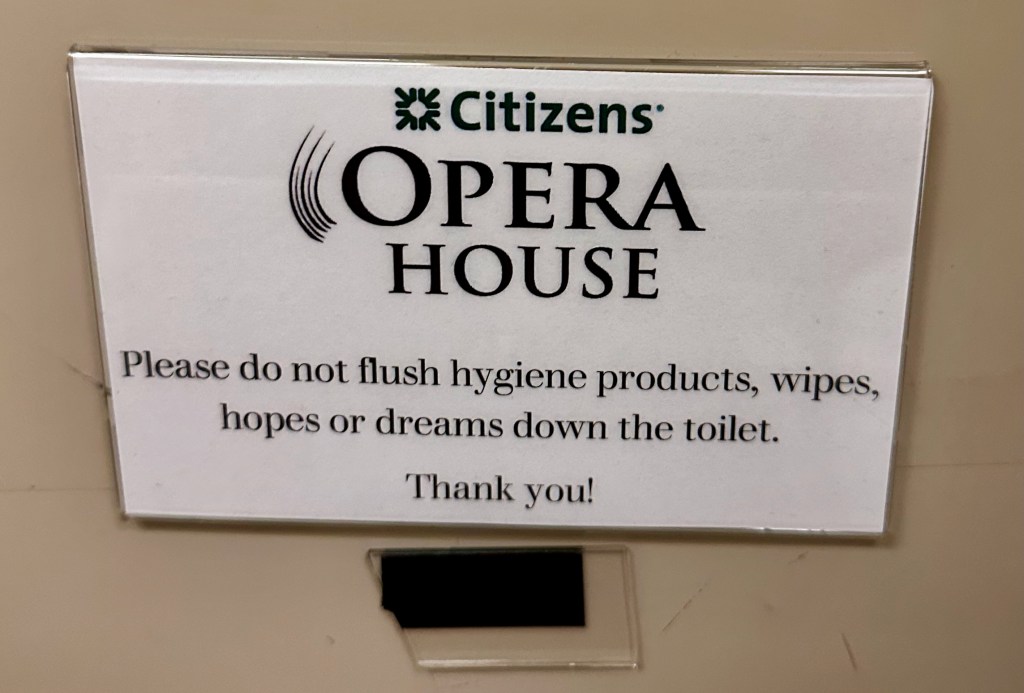 Citizens
OPERA
HOUSE
Please do not flush hygiene products, wipes,
hopes or dreams down the toilet.
Thank you!